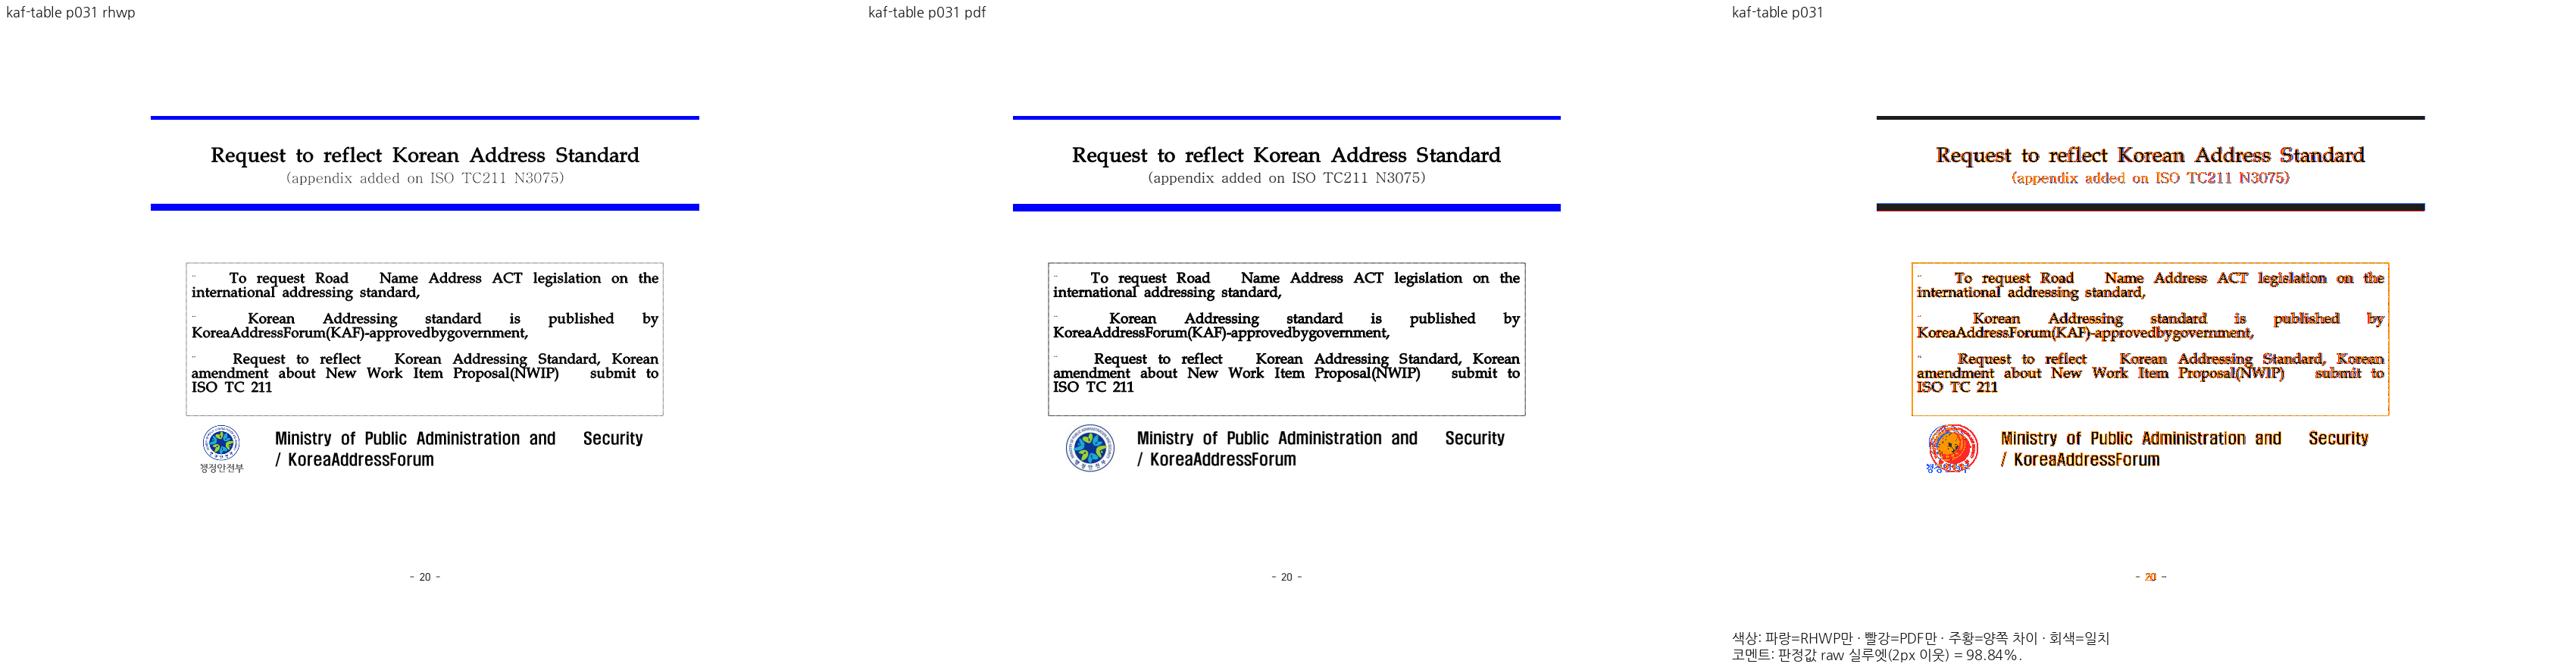 kaf-table p031 rhwp
Request to reflect Korean Address Standard
(appendix added on ISO TC211 N3075)
To request Road Name Address ACT legislation on the
international addressing standard,
Korean Addressing standard is published by
KoreaAddressForum(KAF)-approvedbygovernment,
Request to reflect Korean Addressing Standard, Korean
amendment about New Work Item Proposal(NWIP) submit to
ISO TC 211
행정안전부
Ministry of Public Administration and Security
/ KoreaAddressForum
- 20 -
kaf-table p031 pdf
Request to reflect Korean Address Standard
(appendix added on ISO TC211 N3075)
To request Road Name Address ACT legislation on the
international addressing standard,
Korean Addressing standard is published by
KoreaAddressForum(KAF)-approvedbygovernment,
Request to reflect Korean Addressing Standard, Korean
amendment about New Work Item Proposal(NWIP) submit to
ISO TC 211
Ministry of Public Administration and Security
/ KoreaAddressForum
- 20 -
kaf-table p031
Request to reflect Korean Address Standard
(appendix added on ISO TC211 N3075)
To request Road Name Address ACT legislation on the
international addressing standard,
Korean Addressing standard is published by
KoreaAddressForum(KAF)-approvedbygovernment,
Request to reflect Korean Addressing Standard, Korean
amendment about New Work Item Proposal(NWIP) submit to
ISO TC 211
Ministry of Public Administration and Security
/ KoreaAddressForum
- 20 -
색상: 파랑=RHWP만 · 빨강=PDF만 · 주황=양쪽 차이 · 회색=일치
코멘트: 판정값 raw 실루엣(2px 이웃) = 98.84%.